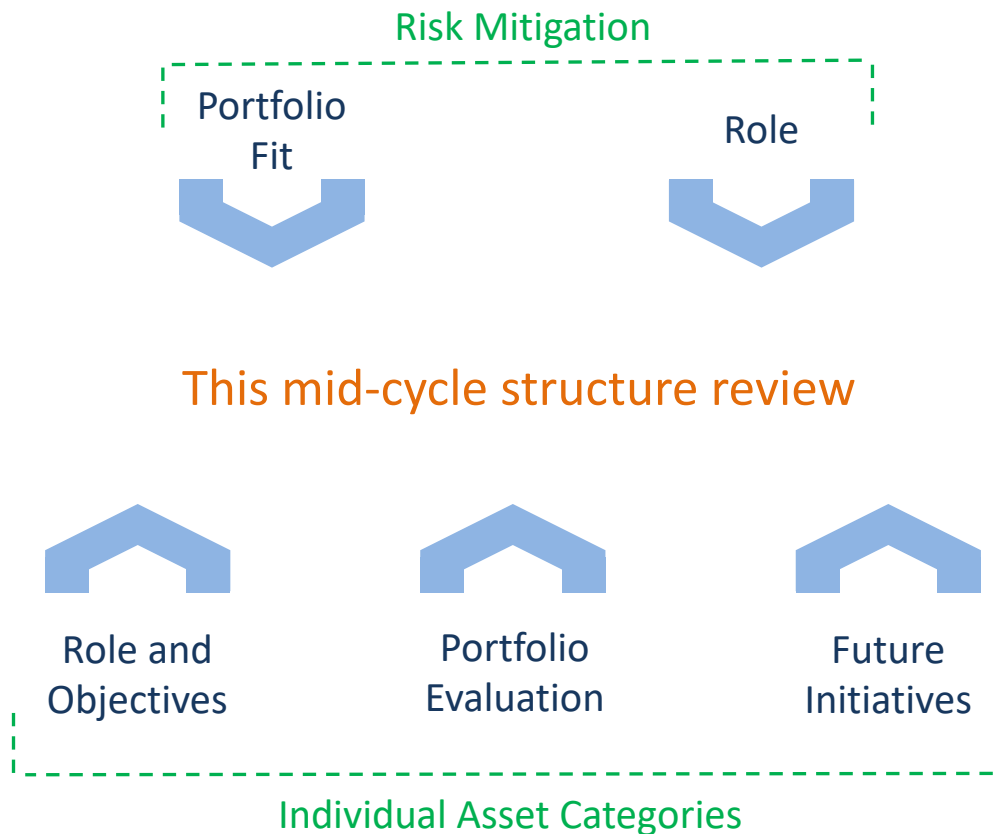 Risk Mitigation
Portfolio
Fit
Role
This mid-cycle structure review
Role and
Objectives
Portfolio
Evaluation
Future
Initiatives
Individual Asset Categories